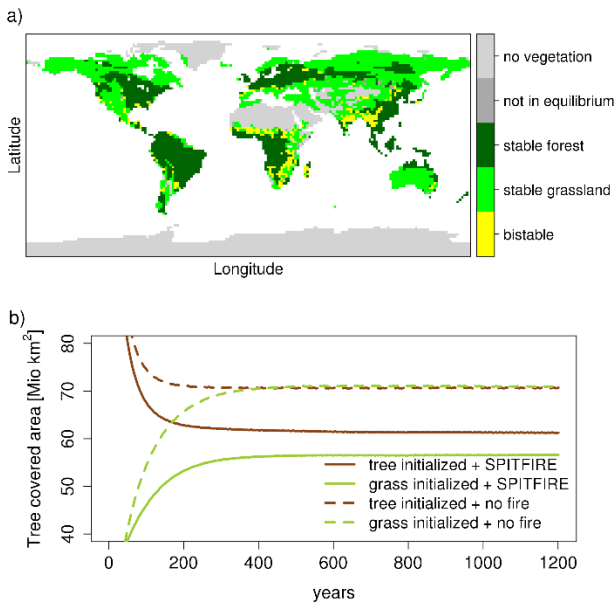 a)
Latitude
Longitude
no vegetation
not in equilibrium
stable forest
stable grassland
bistable
b)
Tree covered area [Mio km²]
80
70
60
50
40
tree initialized + SPITFIRE
grass initialized + SPITFIRE
tree initialized + no fire
grass initialized + no fire
0 200 400 600 800 1000 1200
years